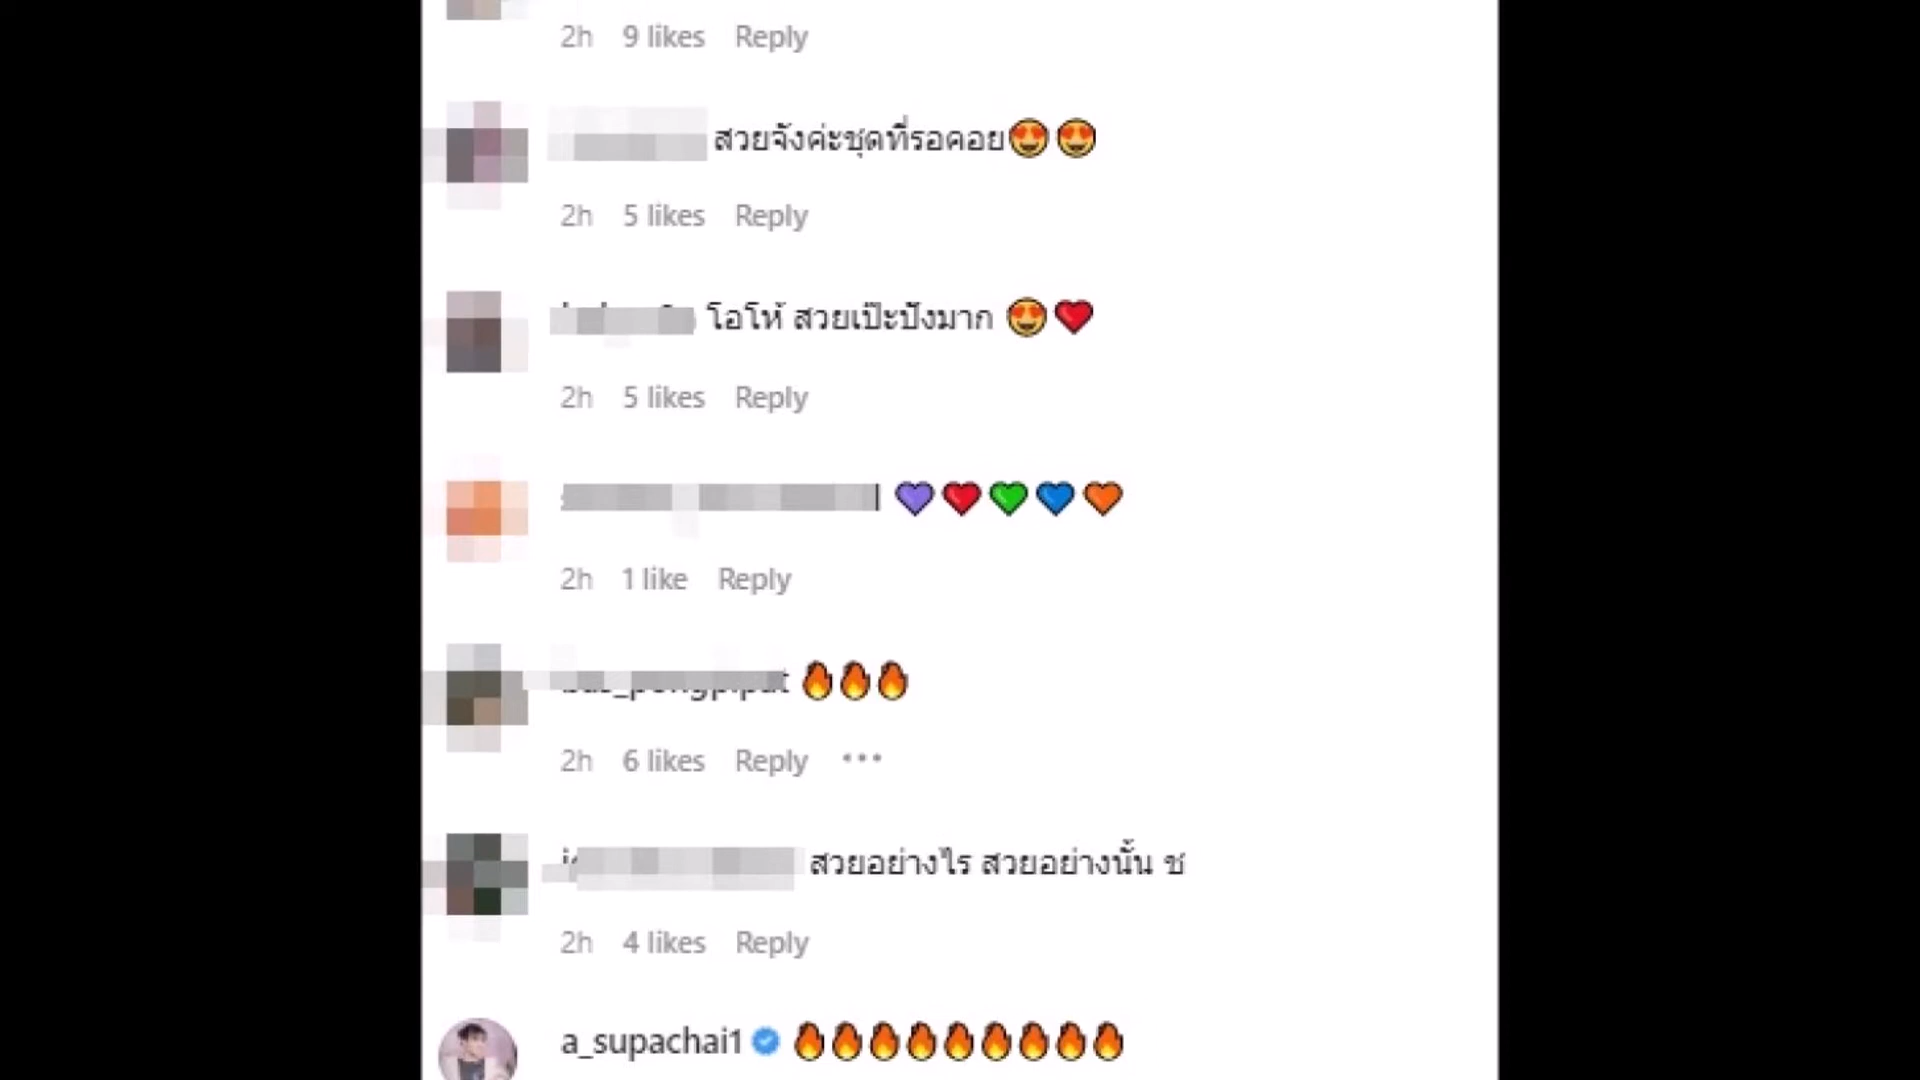 2h 9 likes Reply
สวยจังค่ะชุดที่รอคอย😍😍
2h 5 likes Reply
โอโห้ สวยเป๊ะปังมาก 😍❤️
2h 5 likes Reply
💜❤️💚💙🧡
2h 1 like Reply
🔥🔥🔥
2h 6 likes Reply •••
สวยอย่างไร สวยอย่างนั้น ช
2h 4 likes Reply
a_supachai1 🔥🔥🔥🔥🔥🔥🔥🔥🔥